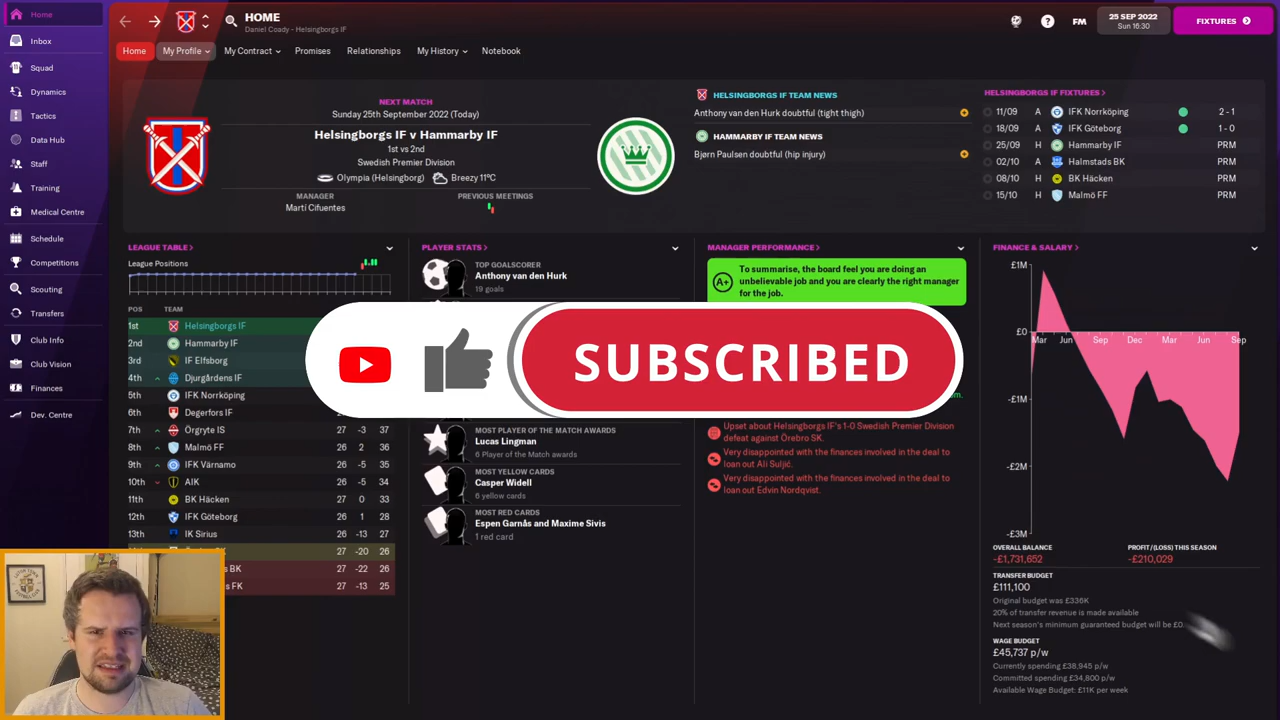 Home
Inbox
Squad
Dynamics
Tactics
Data Hub
Staff
Training
Medical Centre
Schedule
Competitions
Scouting
Transfers
Club Info
Club Vision
Finances
Dev. Centre
HOME
Daniel Coady - Helsingborgs IF
?
FM
25 SEP 2022
Sun 16:30
FIXTURES
Home
My Profile
My Contract
Promises
Relationships
My History
Notebook
NEXT MATCH
Sunday 25th September 2022 (Today)
Helsingborgs IF v Hammarby IF
1st vs 2nd
Swedish Premier Division
Olympia (Helsingborg)
Breezy 11ºC
MANAGER
Martí Cifuentes
PREVIOUS MEETINGS
HELSINGBORGS IF TEAM NEWS
Anthony van den Hurk doubtful (tight thigh)
HAMMARBY IF TEAM NEWS
Bjørn Paulsen doubtful (hip injury)
HELSINGBORGS IF FIXTURES >
11/09 A IFK Norrköping 2 - 1
18/09 A IFK Göteborg 1 - 0
25/09 H Hammarby IF PRM
02/10 A Halmstads BK PRM
08/10 H BK Häcken PRM
15/10 H Malmö FF PRM
LEAGUE TABLE >
League Positions
POS TEAM
1st Helsingborgs IF
2nd Hammarby IF
3rd IF Elfsborg
4th Djurgårdens IF
5th IFK Norrköping
6th Degerfors IF
7th Örgryte IS 27 -3 37
8th Malmö FF 26 2 36
9th IFK Värnamo 26 -5 35
10th AIK 26 -5 34
11th BK Häcken 27 0 33
12th IFK Göteborg 26 1 28
13th IK Sirius 26 -13 27
27 -20 26
BK 27 -22 26
FK 27 -13 25
PLAYER STATS >
TOP GOALSCORER
Anthony van den Hurk
19 goals
MOST PLAYER OF THE MATCH AWARDS
Lucas Lingman
6 Player of the Match awards
MOST YELLOW CARDS
Casper Widell
6 yellow cards
MOST RED CARDS
Espen Garnås and Maxime Sivis
1 red card
MANAGER PERFORMANCE >
A+
To summarise, the board feel you are doing an
unbelievable job and you are clearly the right manager
for the job.
SUBSCRIBED
Upset about Helsingborgs IF's 1-0 Swedish Premier Division
defeat against Örebro SK.
Very disappointed with the finances involved in the deal to
loan out Ali Suljić.
Very disappointed with the finances involved in the deal to
loan out Edvin Nordqvist.
FINANCE & SALARY >
£1M
£0
Mar Jun Sep Dec Mar Jun Sep
-£1M
-£2M
-£3M
OVERALL BALANCE
-£1,731,652
PROFIT/(LOSS) THIS SEASON
-£210,029
TRANSFER BUDGET
£111,100
Original budget was £336K
20% of transfer revenue is made available
Next season's minimum guaranteed budget will be £0
WAGE BUDGET
£45,737 p/w
Currently spending £38,945 p/w
Committed spending £34,800 p/w
Available Wage Budget: £11K per week